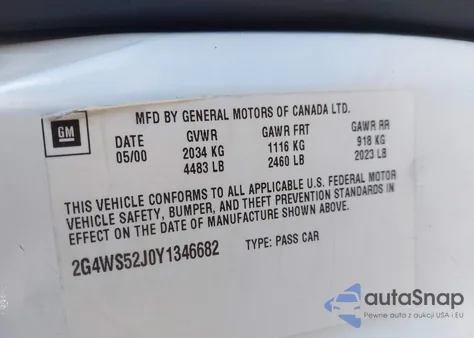 MFD BY GENERAL MOTORS OF CANADA LTD.
GM
DATE GVWR GAWR FRT GAWR RR
05/00 2034 KG 1116 KG 918 KG
4483 LB 2460 LB 2023 LB
THIS VEHICLE CONFORMS TO ALL APPLICABLE U.S. FEDERAL MOTOR
VEHICLE SAFETY, BUMPER, AND THEFT PREVENTION STANDARDS IN
EFFECT ON THE DATE OF MANUFACTURE SHOWN ABOVE.
2G4WS52J0Y1346682 TYPE: PASS CAR
autoSnap
Pewne auta z aukcji USA i EU